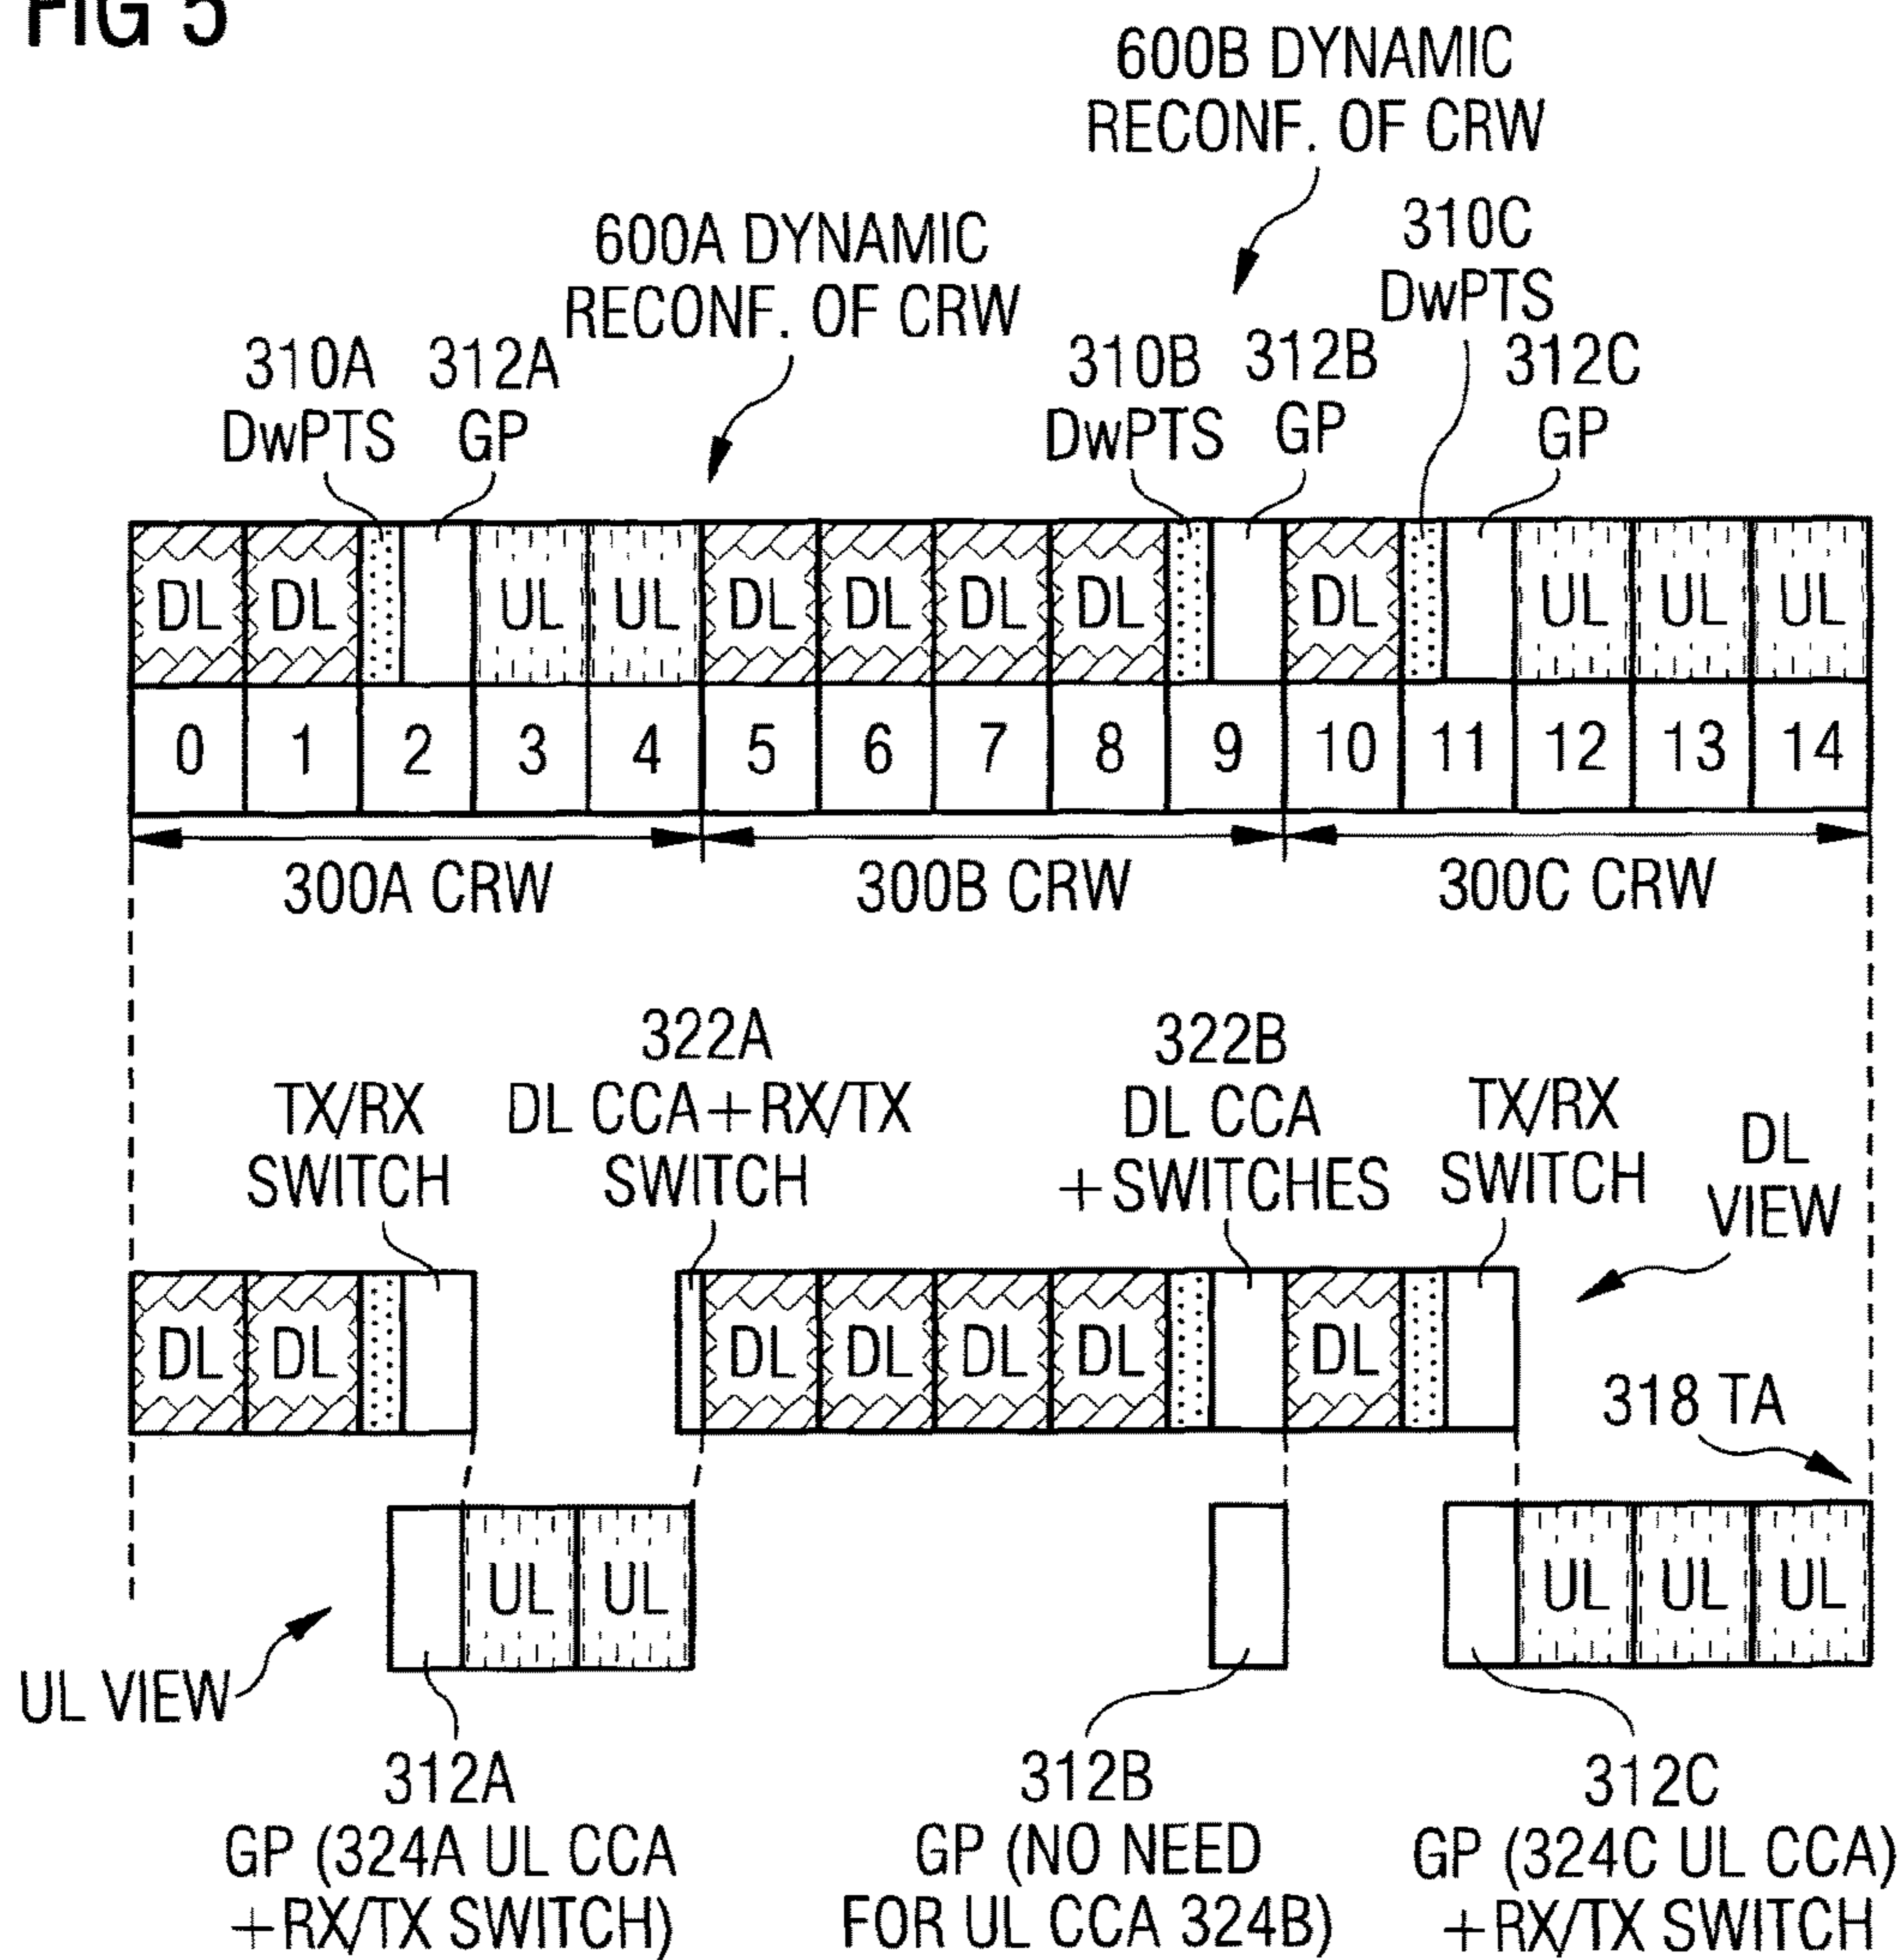 FIG 5
600B DYNAMIC
RECONF. OF CRW
600A DYNAMIC
RECONF. OF CRW
310C
DwPTS
310A
DwPTS
312A
GP
310B
DwPTS
312B
GP
312C
GP
DL DL UL UL DL DL DL DL DL UL UL UL
0 1 2 3 4 5 6 7 8 9 10 11 12 13 14
300A CRW 300B CRW 300C CRW
TX/RX
SWITCH
322A
DL CCA+RX/TX
SWITCH
322B
DL CCA
+SWITCHES
TX/RX
SWITCH
DL
VIEW
DL DL DL DL DL DL DL
318 TA
UL UL UL UL UL
UL VIEW
312A
GP (324A UL CCA
+RX/TX SWITCH)
312B
GP (NO NEED
FOR UL CCA 324B)
312C
GP (324C UL CCA)
+RX/TX SWITCH